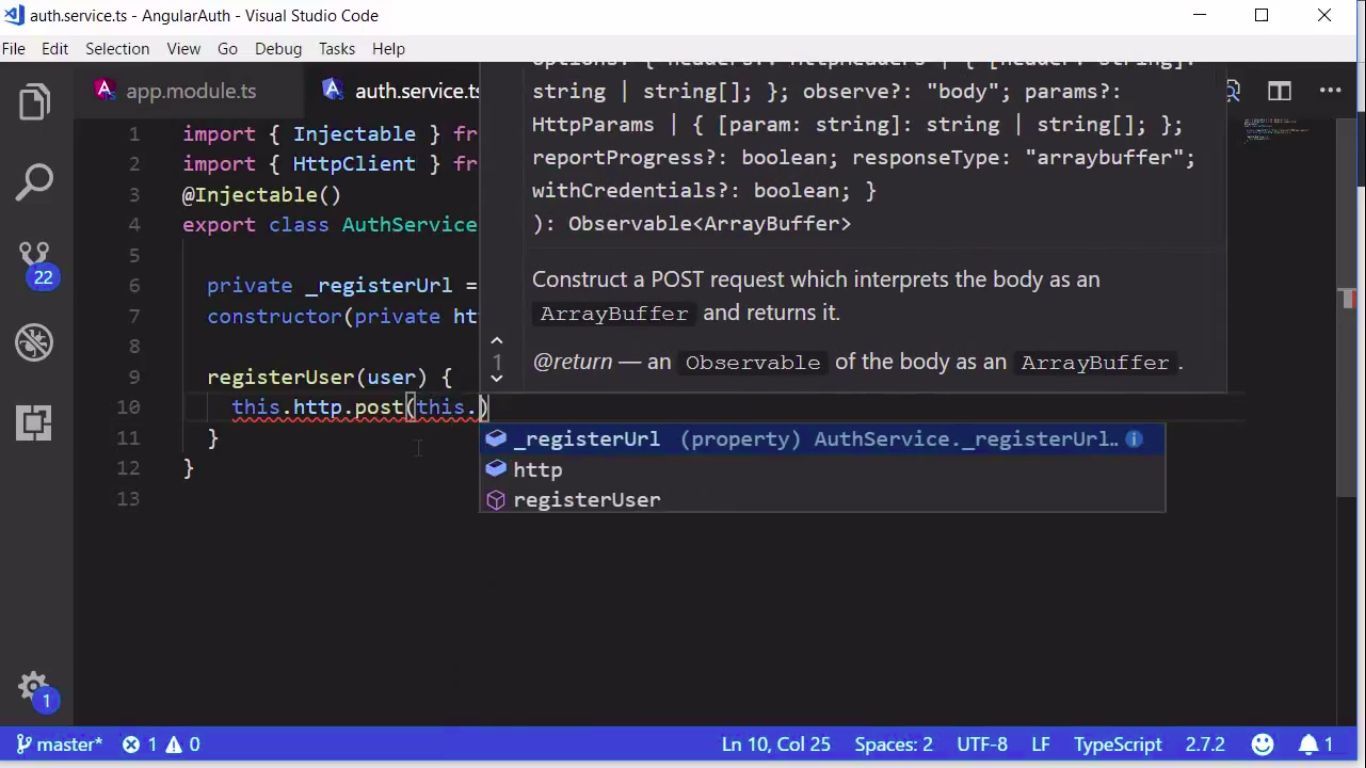 auth.service.ts - AngularAuth - Visual Studio Code
File Edit Selection View Go Debug Tasks Help
app.module.ts auth.service.ts
options: { headers?: HttpHeaders | { [header: string]:
string | string[]; }; observe?: "body"; params?:
HttpParams | { [param: string]: string | string[]; };
reportProgress?: boolean; responseType: "arraybuffer";
withCredentials?: boolean; }
): Observable<ArrayBuffer>
Construct a POST request which interprets the body as an
ArrayBuffer and returns it.
1
@return — an Observable of the body as an ArrayBuffer.
1 import { Injectable } fr
2 import { HttpClient } fr
3 @Injectable()
4 export class AuthService
5
6 private _registerUrl =
7 constructor(private ht
8
9 registerUser(user) {
10 this.http.post(this.)
11 }
12 }
13
_registerUrl (property) AuthService._registerUrl…
http
registerUser
22
1
master* 1 0 Ln 10, Col 25 Spaces: 2 UTF-8 LF TypeScript 2.7.2 1